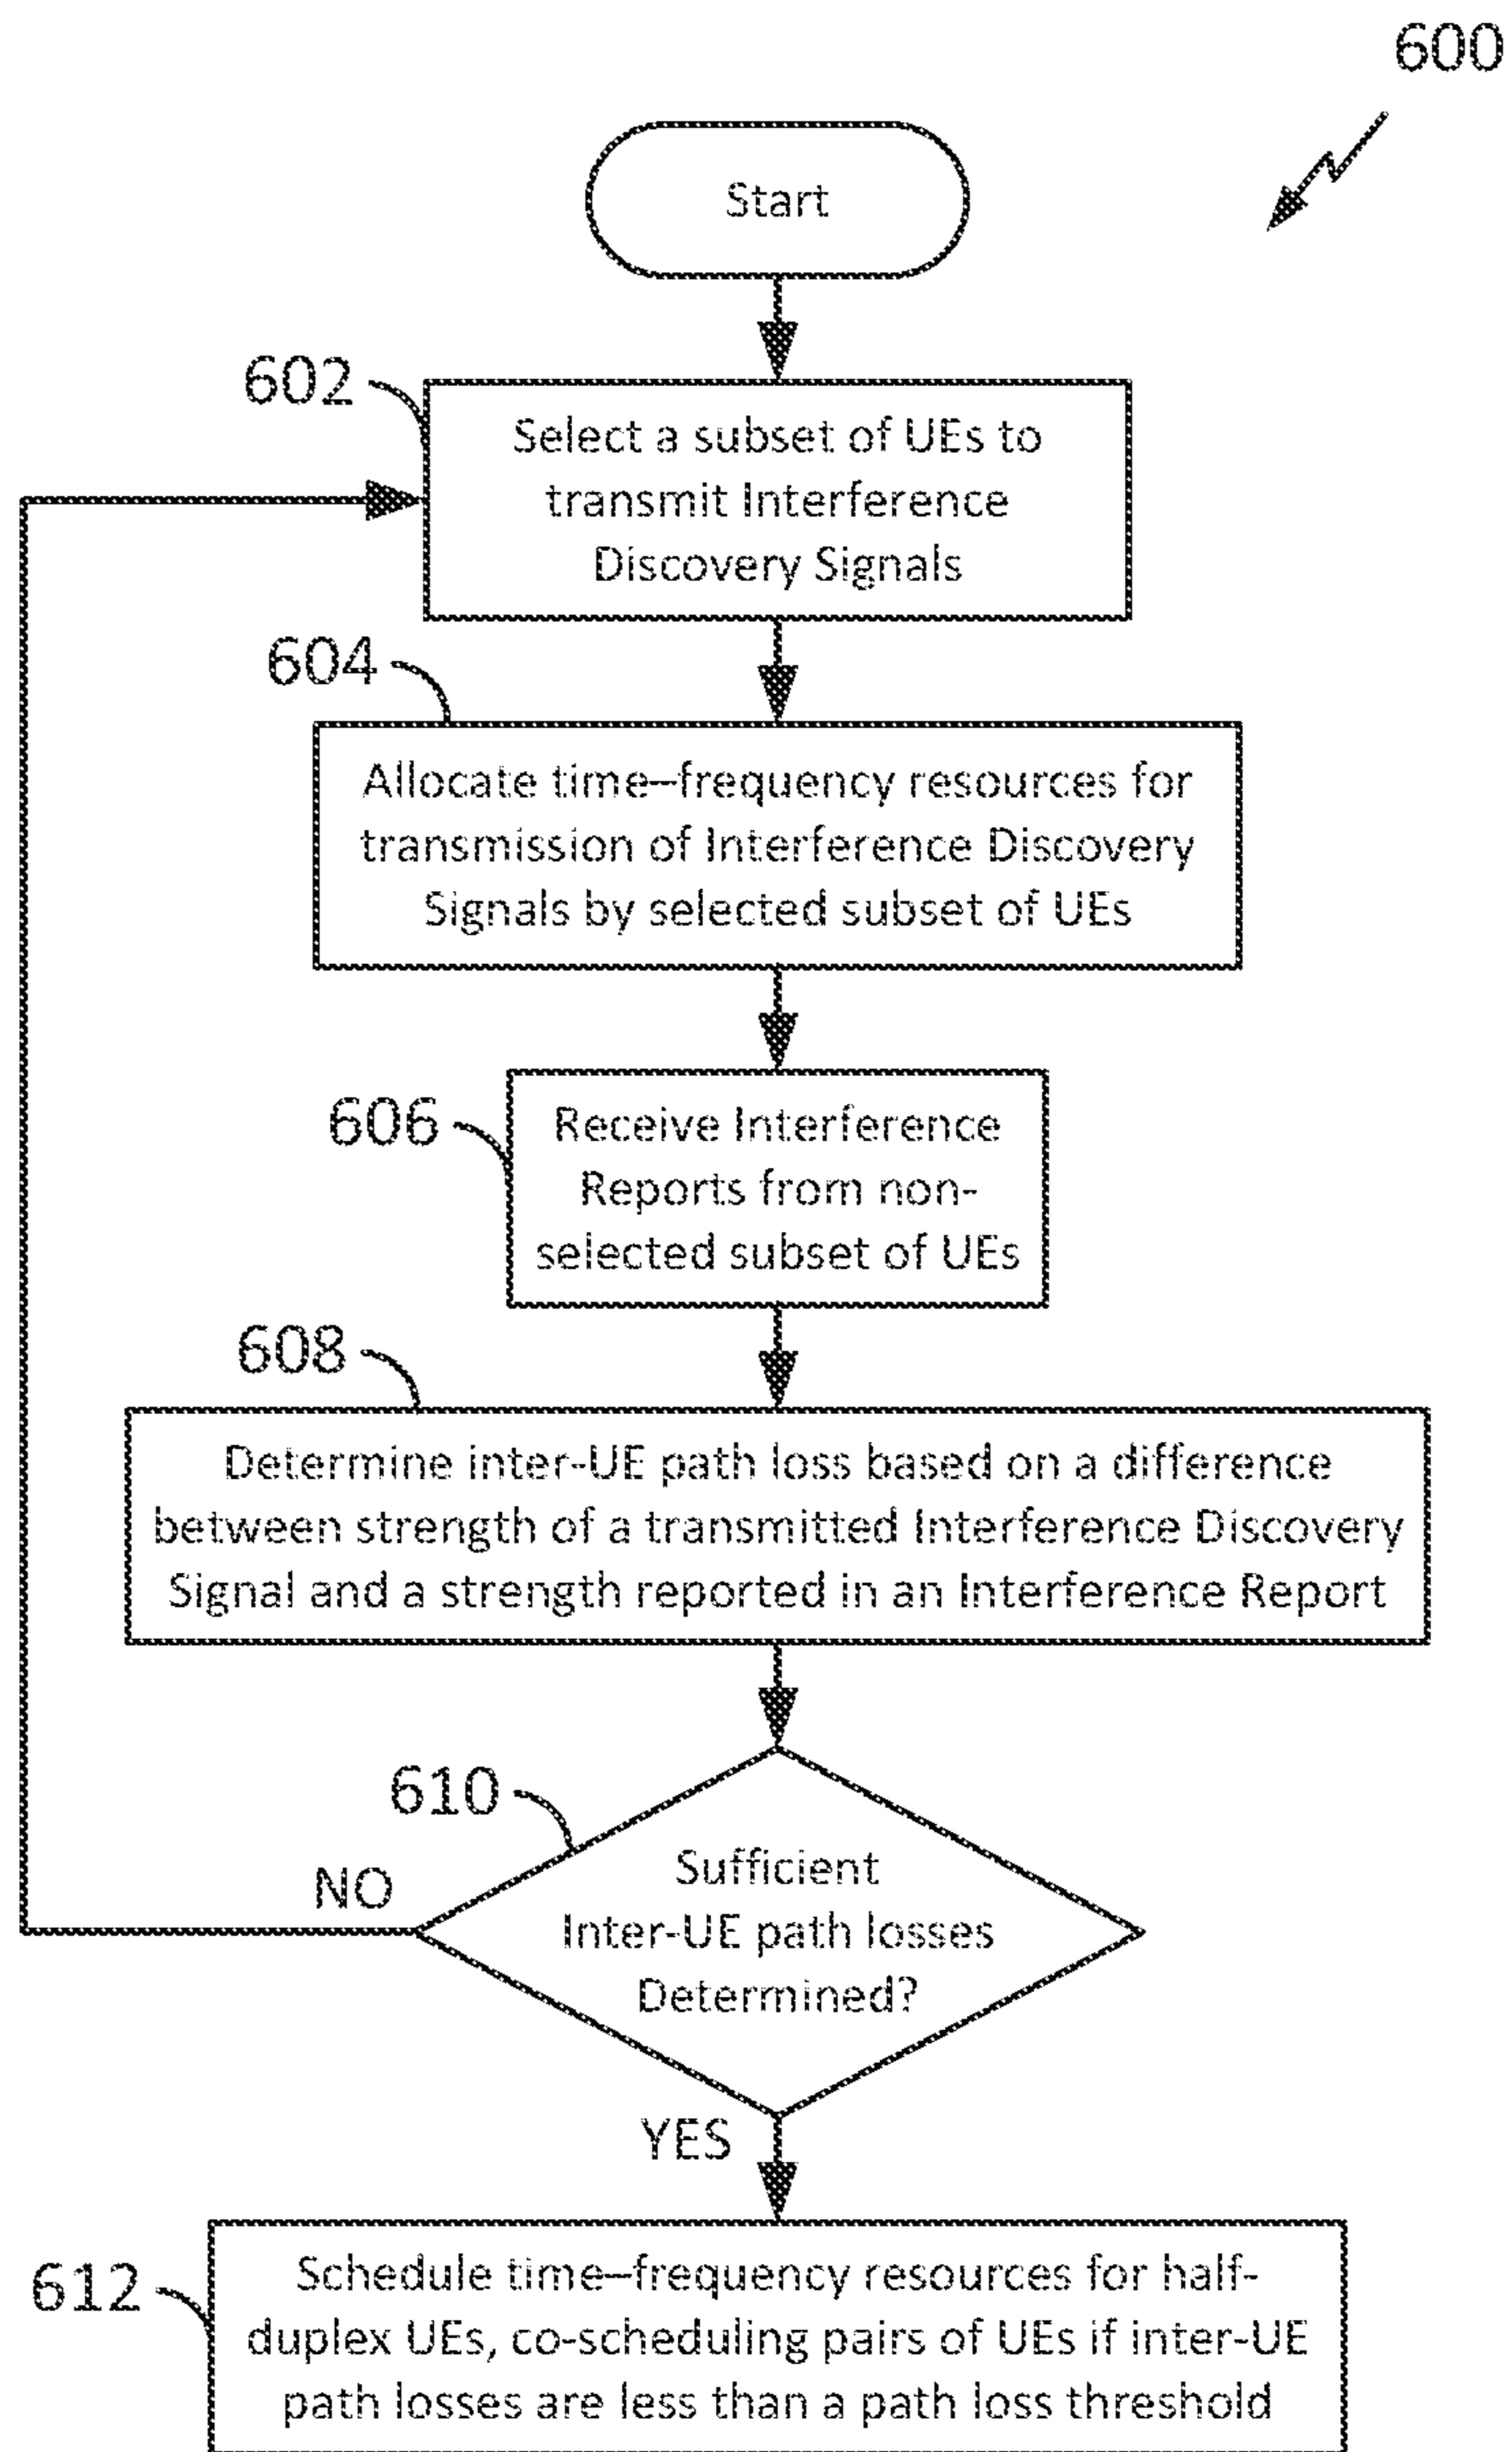 600
Start
602
Select a subset of UEs to
transmit Interference
Discovery Signals
604
Allocate time–frequency resources for
transmission of Interference Discovery
Signals by selected subset of UEs
606
Receive Interference
Reports from non-
selected subset of UEs
608
Determine inter-UE path loss based on a difference
between strength of a transmitted Interference Discovery
Signal and a strength reported in an Interference Report
610
Sufficient
Inter-UE path losses
Determined?
NO
YES
612
Schedule time–frequency resources for half-
duplex UEs, co-scheduling pairs of UEs if inter-UE
path losses are less than a path loss threshold